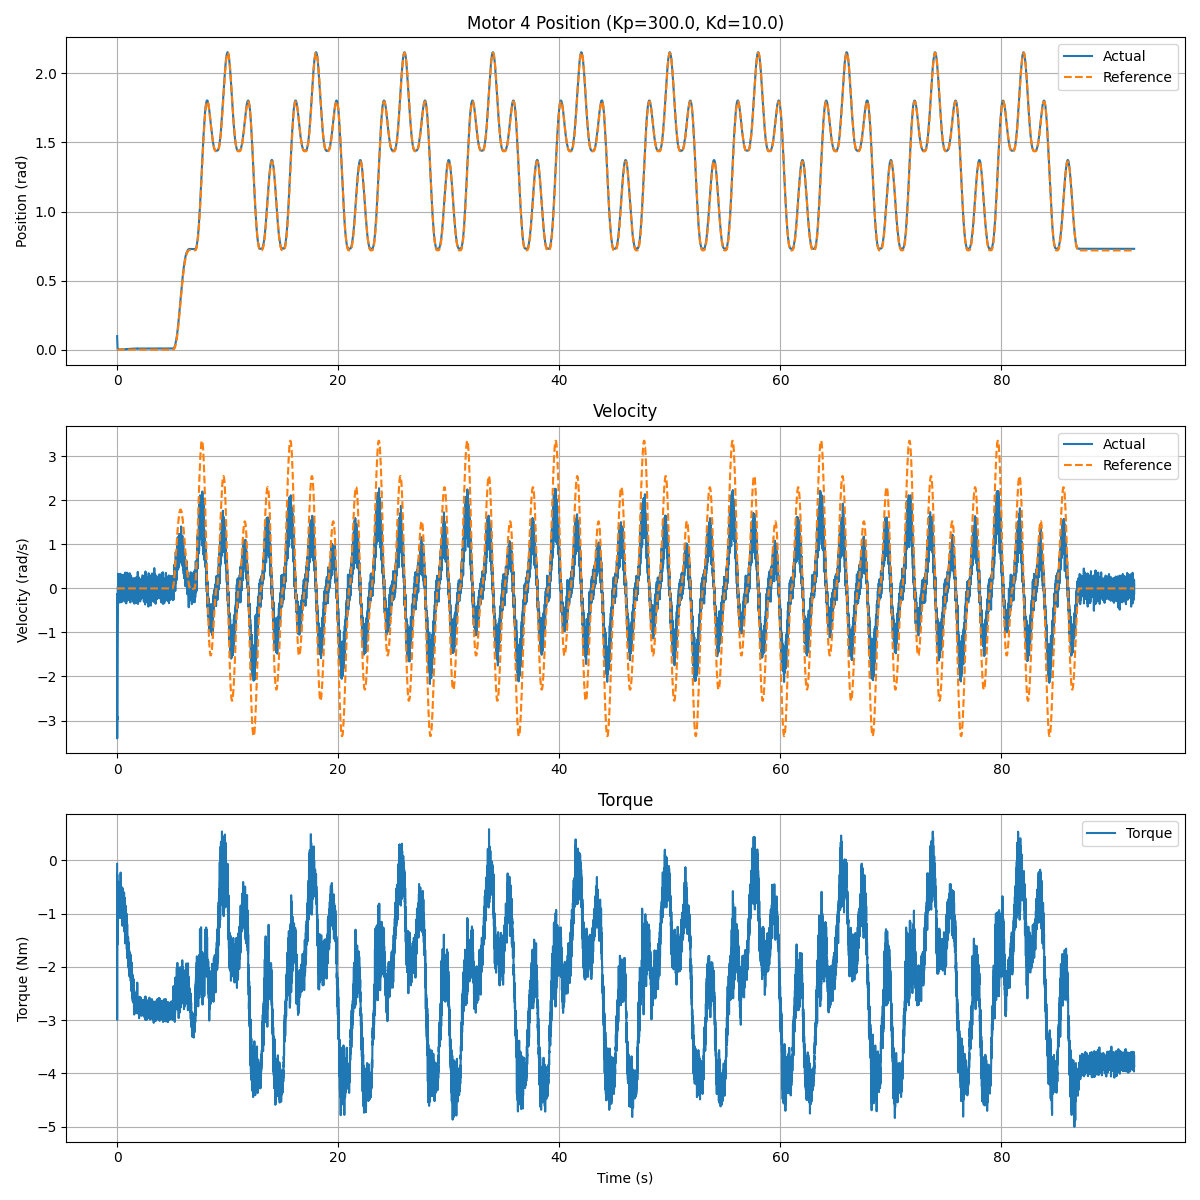 Motor 4 Position (Kp=300.0, Kd=10.0)
Position (rad)
2.0
1.5
1.0
0.5
0.0
Actual
Reference
0 20 40 60 80
Velocity
Velocity (rad/s)
3
2
1
0
−1
−2
−3
Actual
Reference
0 20 40 60 80
Torque
Torque (Nm)
0
−1
−2
−3
−4
−5
Torque
0 20 40 60 80
Time (s)